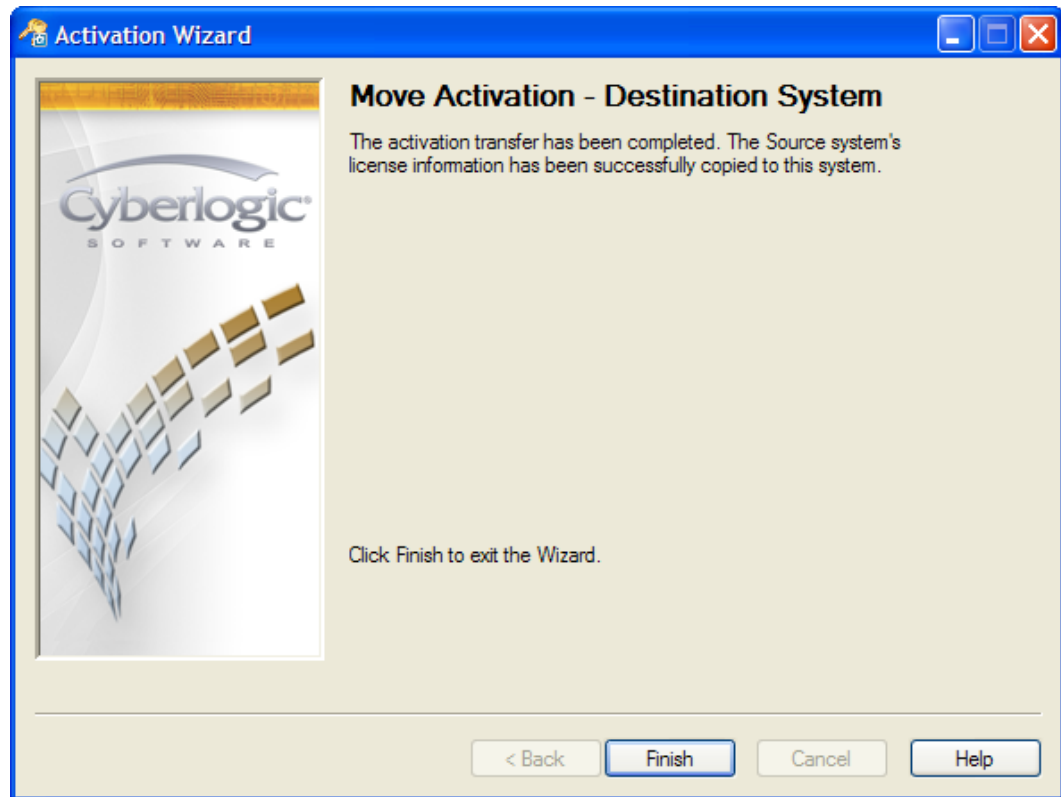 Activation Wizard
Cyberlogic®
SOFTWARE
Move Activation - Destination System
The activation transfer has been completed. The Source system's
license information has been successfully copied to this system.
Click Finish to exit the Wizard.
< Back
Finish
Cancel
Help